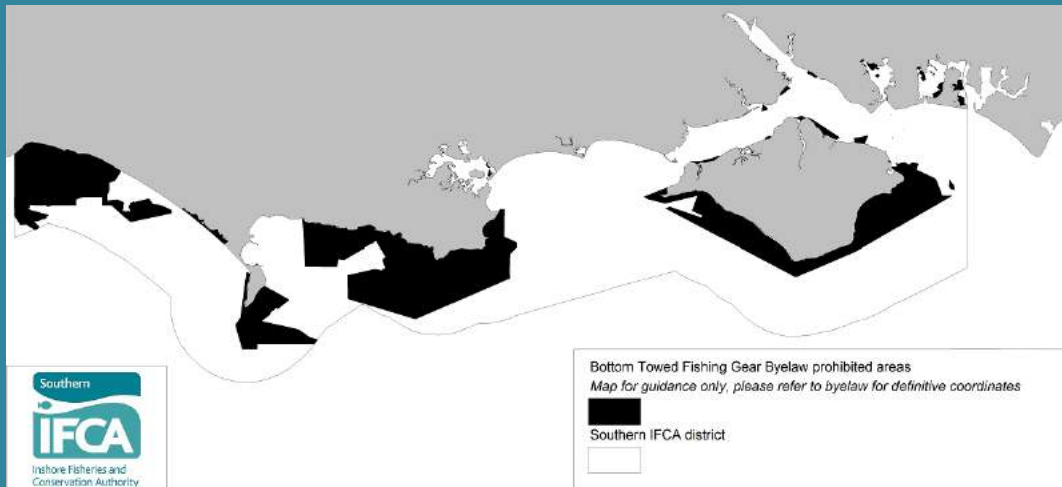 Bottom Towed Fishing Gear Byelaw prohibited areas
Map for guidance only, please refer to byelaw for definitive coordinates
Southern IFCA district
Southern
IFCA
Inshore Fisheries and
Conservation Authority